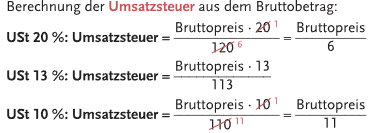 Berechnung der Umsatzsteuer aus dem Bruttobetrag:
USt 20 %: Umsatzsteuer = Bruttopreis · 20 1 / 120 6 = Bruttopreis / 6
USt 13 %: Umsatzsteuer = Bruttopreis · 13 / 113
USt 10 %: Umsatzsteuer = Bruttopreis · 10 1 / 110 11 = Bruttopreis / 11